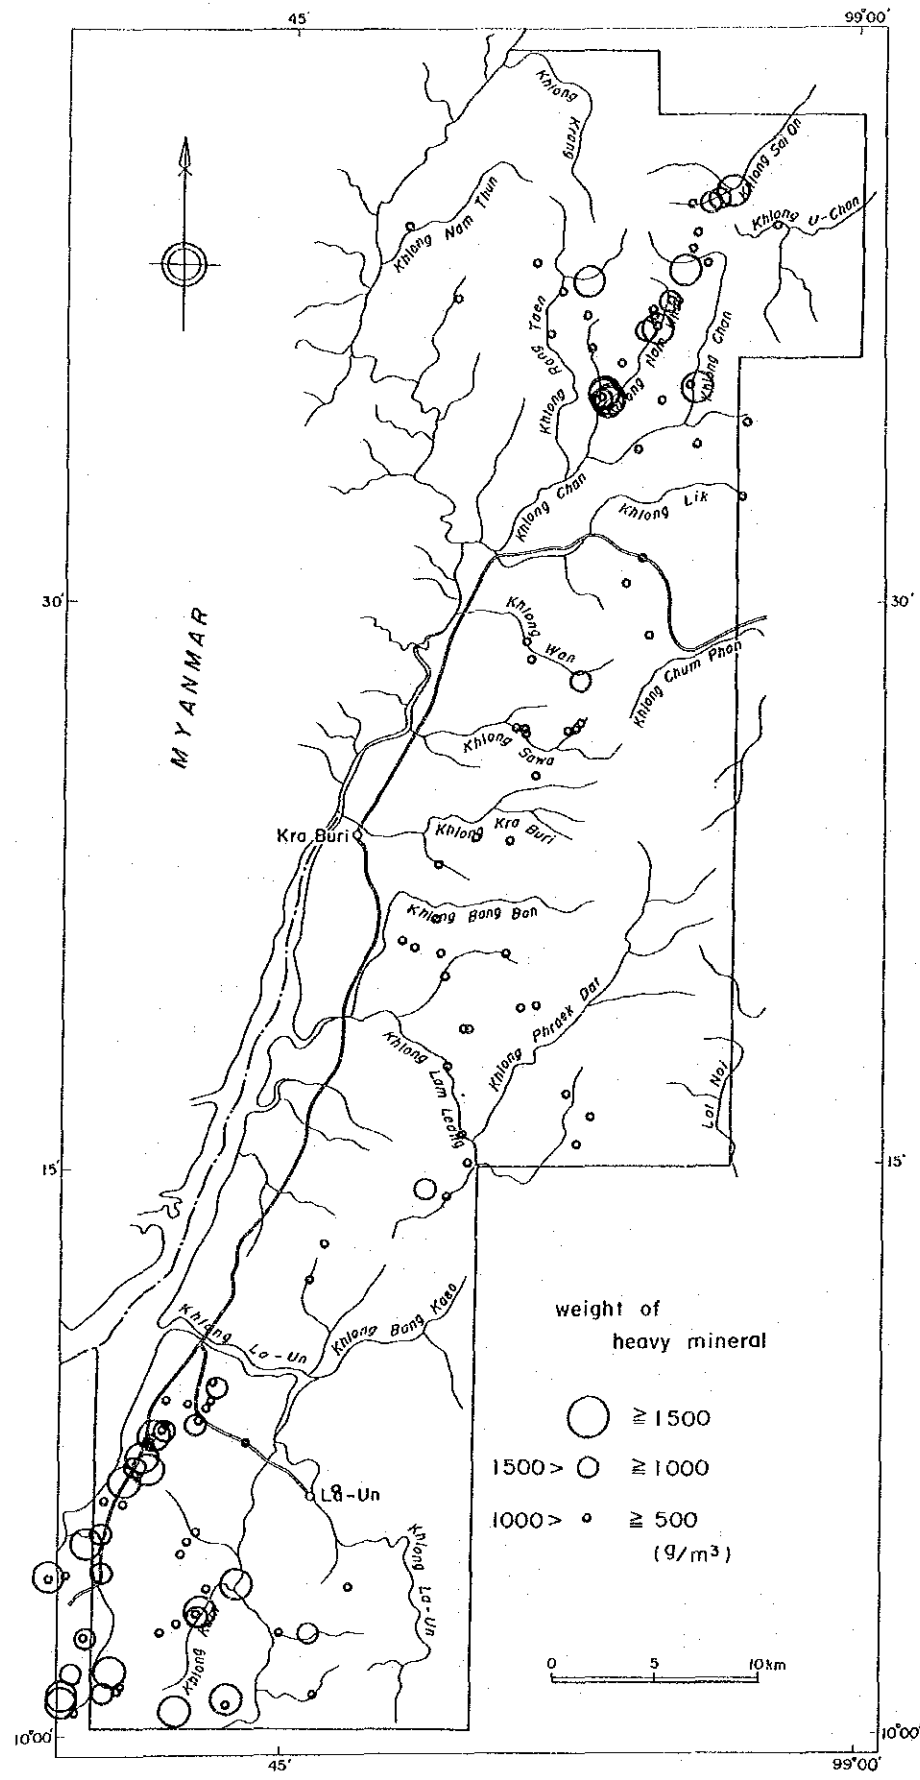 45'
99°00'
Khlong
Krang
Khlong Sai On
Khlong U-Chan
Khlong Nam Thun
Khlong Rang Taen
Khlong Nam Khao
Khlong Chan
Khlong Chan
Khlong Lik
30'
30'
Khlong Wan
Khlong Chum Phon
MYANMAR
Khlong Sawa
Kra Buri
Khlong Kra Buri
Khlong Bang Ban
Khlong Phraek Dat
Khlong Lam Leang
Lai Noi
15'
15'
Khlong La-Un
Khlong Bang Kaeo
weight of
heavy mineral
≧ 1500
1500 > ≧ 1000
1000 > ≧ 500
(g/m³)
La-Un
Khlong La-Un
Khlong
0 5 10km
10°00'
10°00'
45'
99°00'